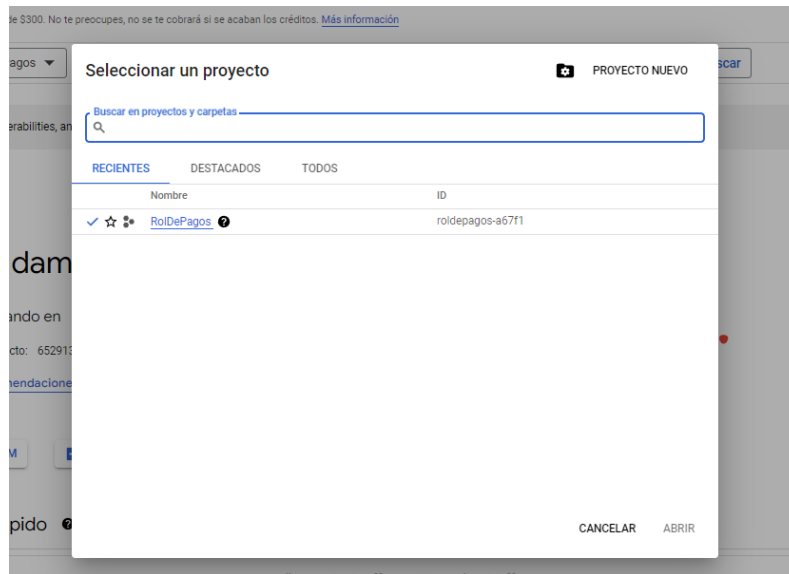 de $300. No te preocupes, no se te cobrará si se acaban los créditos. Más información
agos
scar
Seleccionar un proyecto
PROYECTO NUEVO
Buscar en proyectos y carpetas
erabilities, an
RECIENTES DESTACADOS TODOS
Nombre ID
RolDePagos roldepagos-a67f1
dam
ando en
cto: 652913
nendacione
M
pido
CANCELAR ABRIR